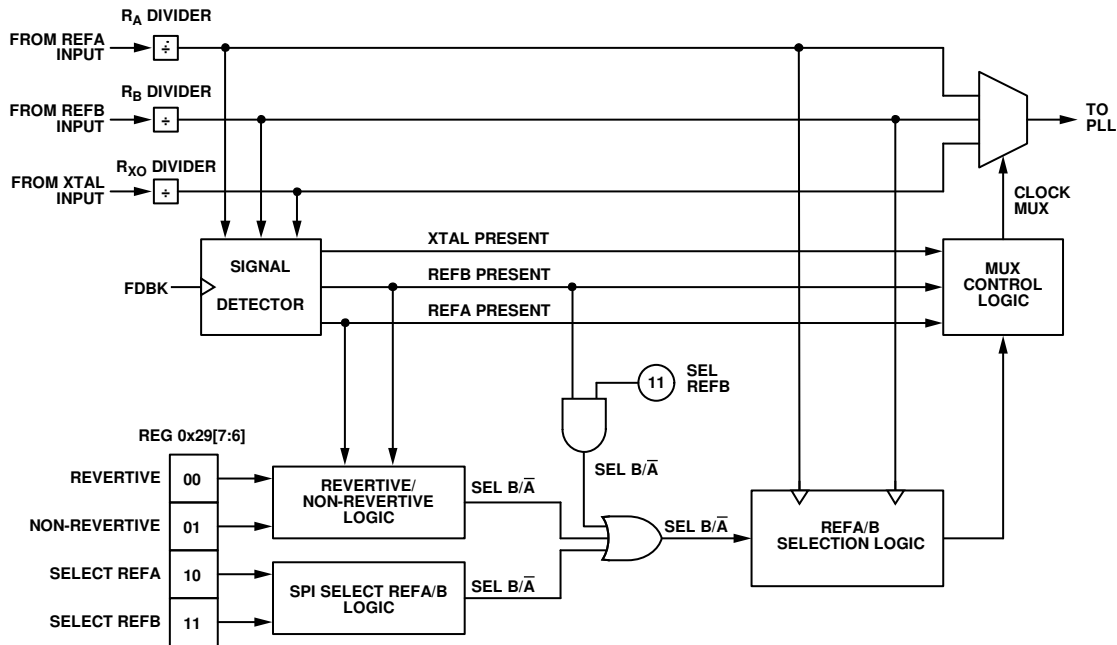 R_A DIVIDER
FROM REFA
INPUT
÷
R_B DIVIDER
FROM REFB
INPUT
÷
TO
PLL
R_XO DIVIDER
FROM XTAL
INPUT
÷
CLOCK
MUX
FDBK
SIGNAL
DETECTOR
XTAL PRESENT
REFB PRESENT
REFA PRESENT
MUX
CONTROL
LOGIC
11
SEL
REFB
REG 0x29[7:6]
REVERTIVE
00
NON-REVERTIVE
01
SELECT REFA
10
SELECT REFB
11
REVERTIVE/
NON-REVERTIVE
LOGIC
SEL B/A̅
SPI SELECT REFA/B
LOGIC
SEL B/A̅
SEL B/A̅
SEL B/A̅
REFA/B
SELECTION LOGIC